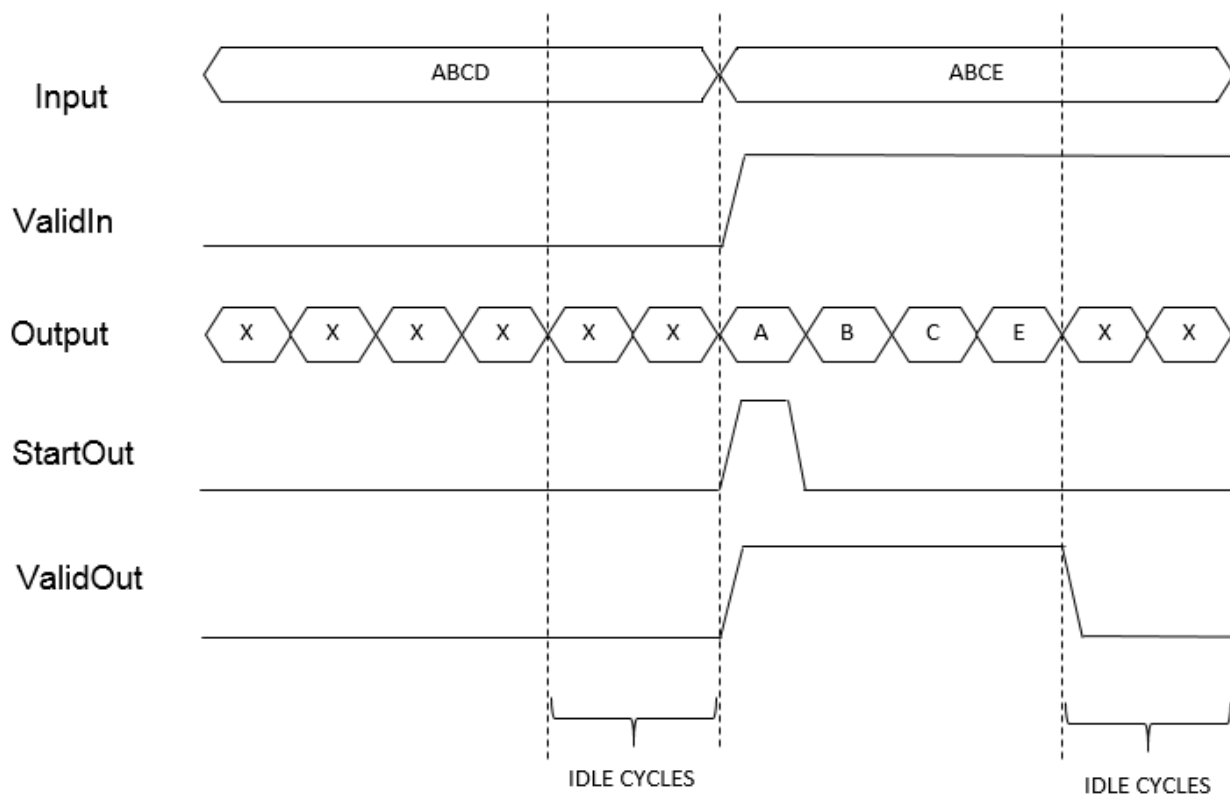 ABCD ABCE
Input
ValidIn
Output X X X X X X A B C E X X
StartOut
ValidOut
IDLE CYCLES IDLE CYCLES